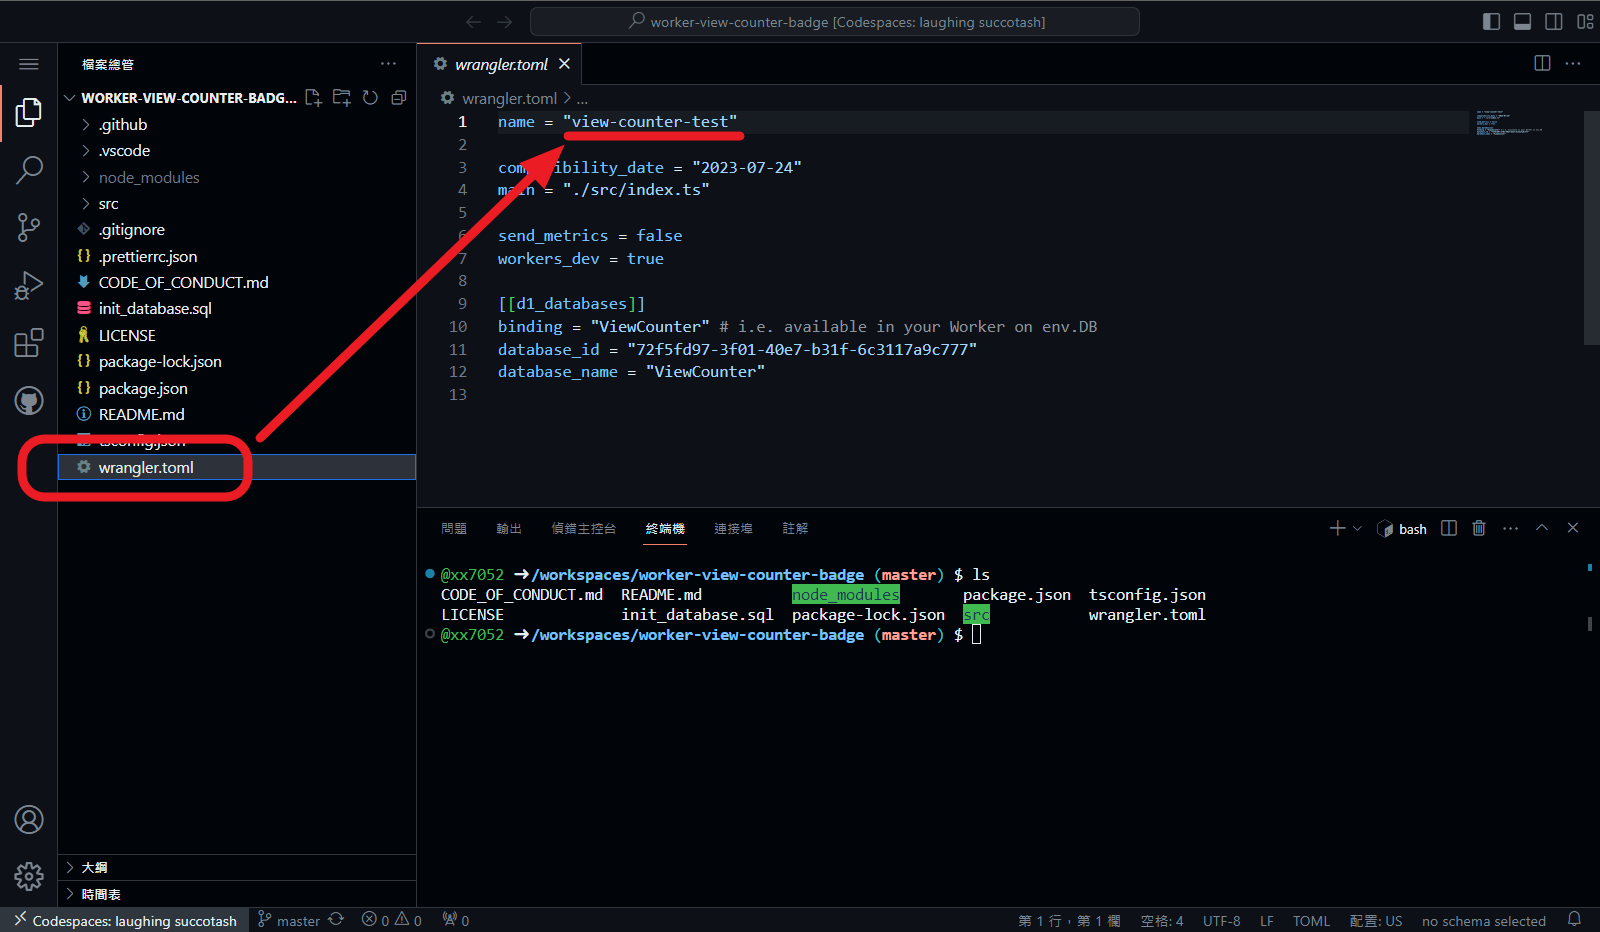 worker-view-counter-badge [Codespaces: laughing succotash]
檔案總管
WORKER-VIEW-COUNTER-BADG...
.github
.vscode
node_modules
src
.gitignore
.prettierrc.json
CODE_OF_CONDUCT.md
init_database.sql
LICENSE
package-lock.json
package.json
README.md
tsconfig.json
wrangler.toml
大綱
時間表
wrangler.toml
wrangler.toml > ...
1 name = "view-counter-test"
2
3 compatibility_date = "2023-07-24"
4 main = "./src/index.ts"
5
6 send_metrics = false
7 workers_dev = true
8
9 [[d1_databases]]
10 binding = "ViewCounter" # i.e. available in your Worker on env.DB
11 database_id = "72f5fd97-3f01-40e7-b31f-6c3117a9c777"
12 database_name = "ViewCounter"
13
問題 輸出 偵錯主控台 終端機 連接埠 註解 bash
@xx7052 ➜/workspaces/worker-view-counter-badge (master) $ ls
CODE_OF_CONDUCT.md README.md node_modules package.json tsconfig.json
LICENSE init_database.sql package-lock.json src wrangler.toml
@xx7052 ➜/workspaces/worker-view-counter-badge (master) $
Codespaces: laughing succotash master 0 0 0 第 1 行，第 1 欄 空格: 4 UTF-8 LF TOML 配置: US no schema selected